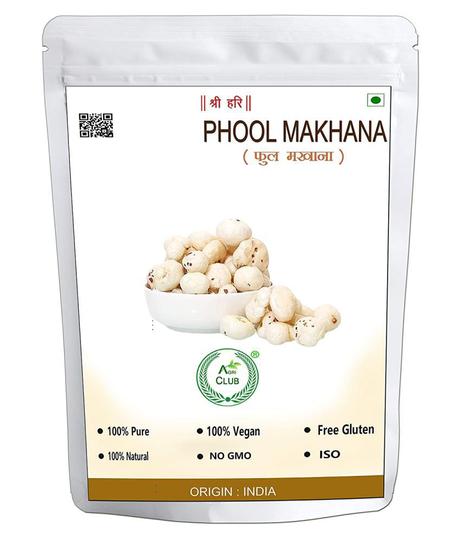 || श्री हरि ||
PHOOL MAKHANA
( फुल मखाना )
AGRI
CLUB
®
100% Pure
100% Vegan
Free Gluten
100% Natural
NO GMO
ISO
ORIGIN : INDIA